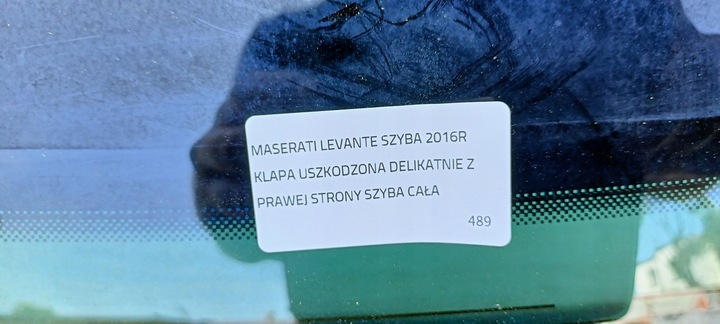 MASERATI LEVANTE SZYBA 2016R
KLAPA USZKODZONA DELIKATNIE Z
PRAWEJ STRONY SZYBA CAŁA
489